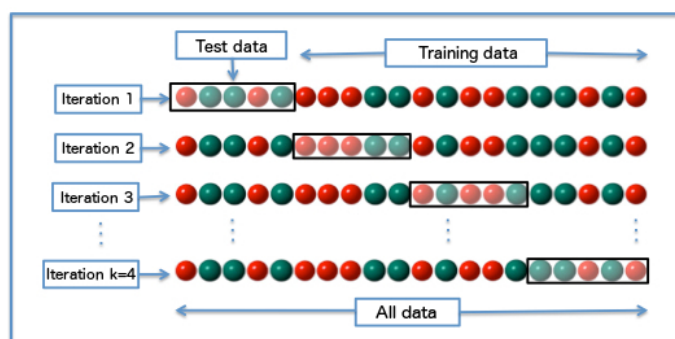 Test data
Training data
Iteration 1
Iteration 2
Iteration 3
Iteration k=4
All data